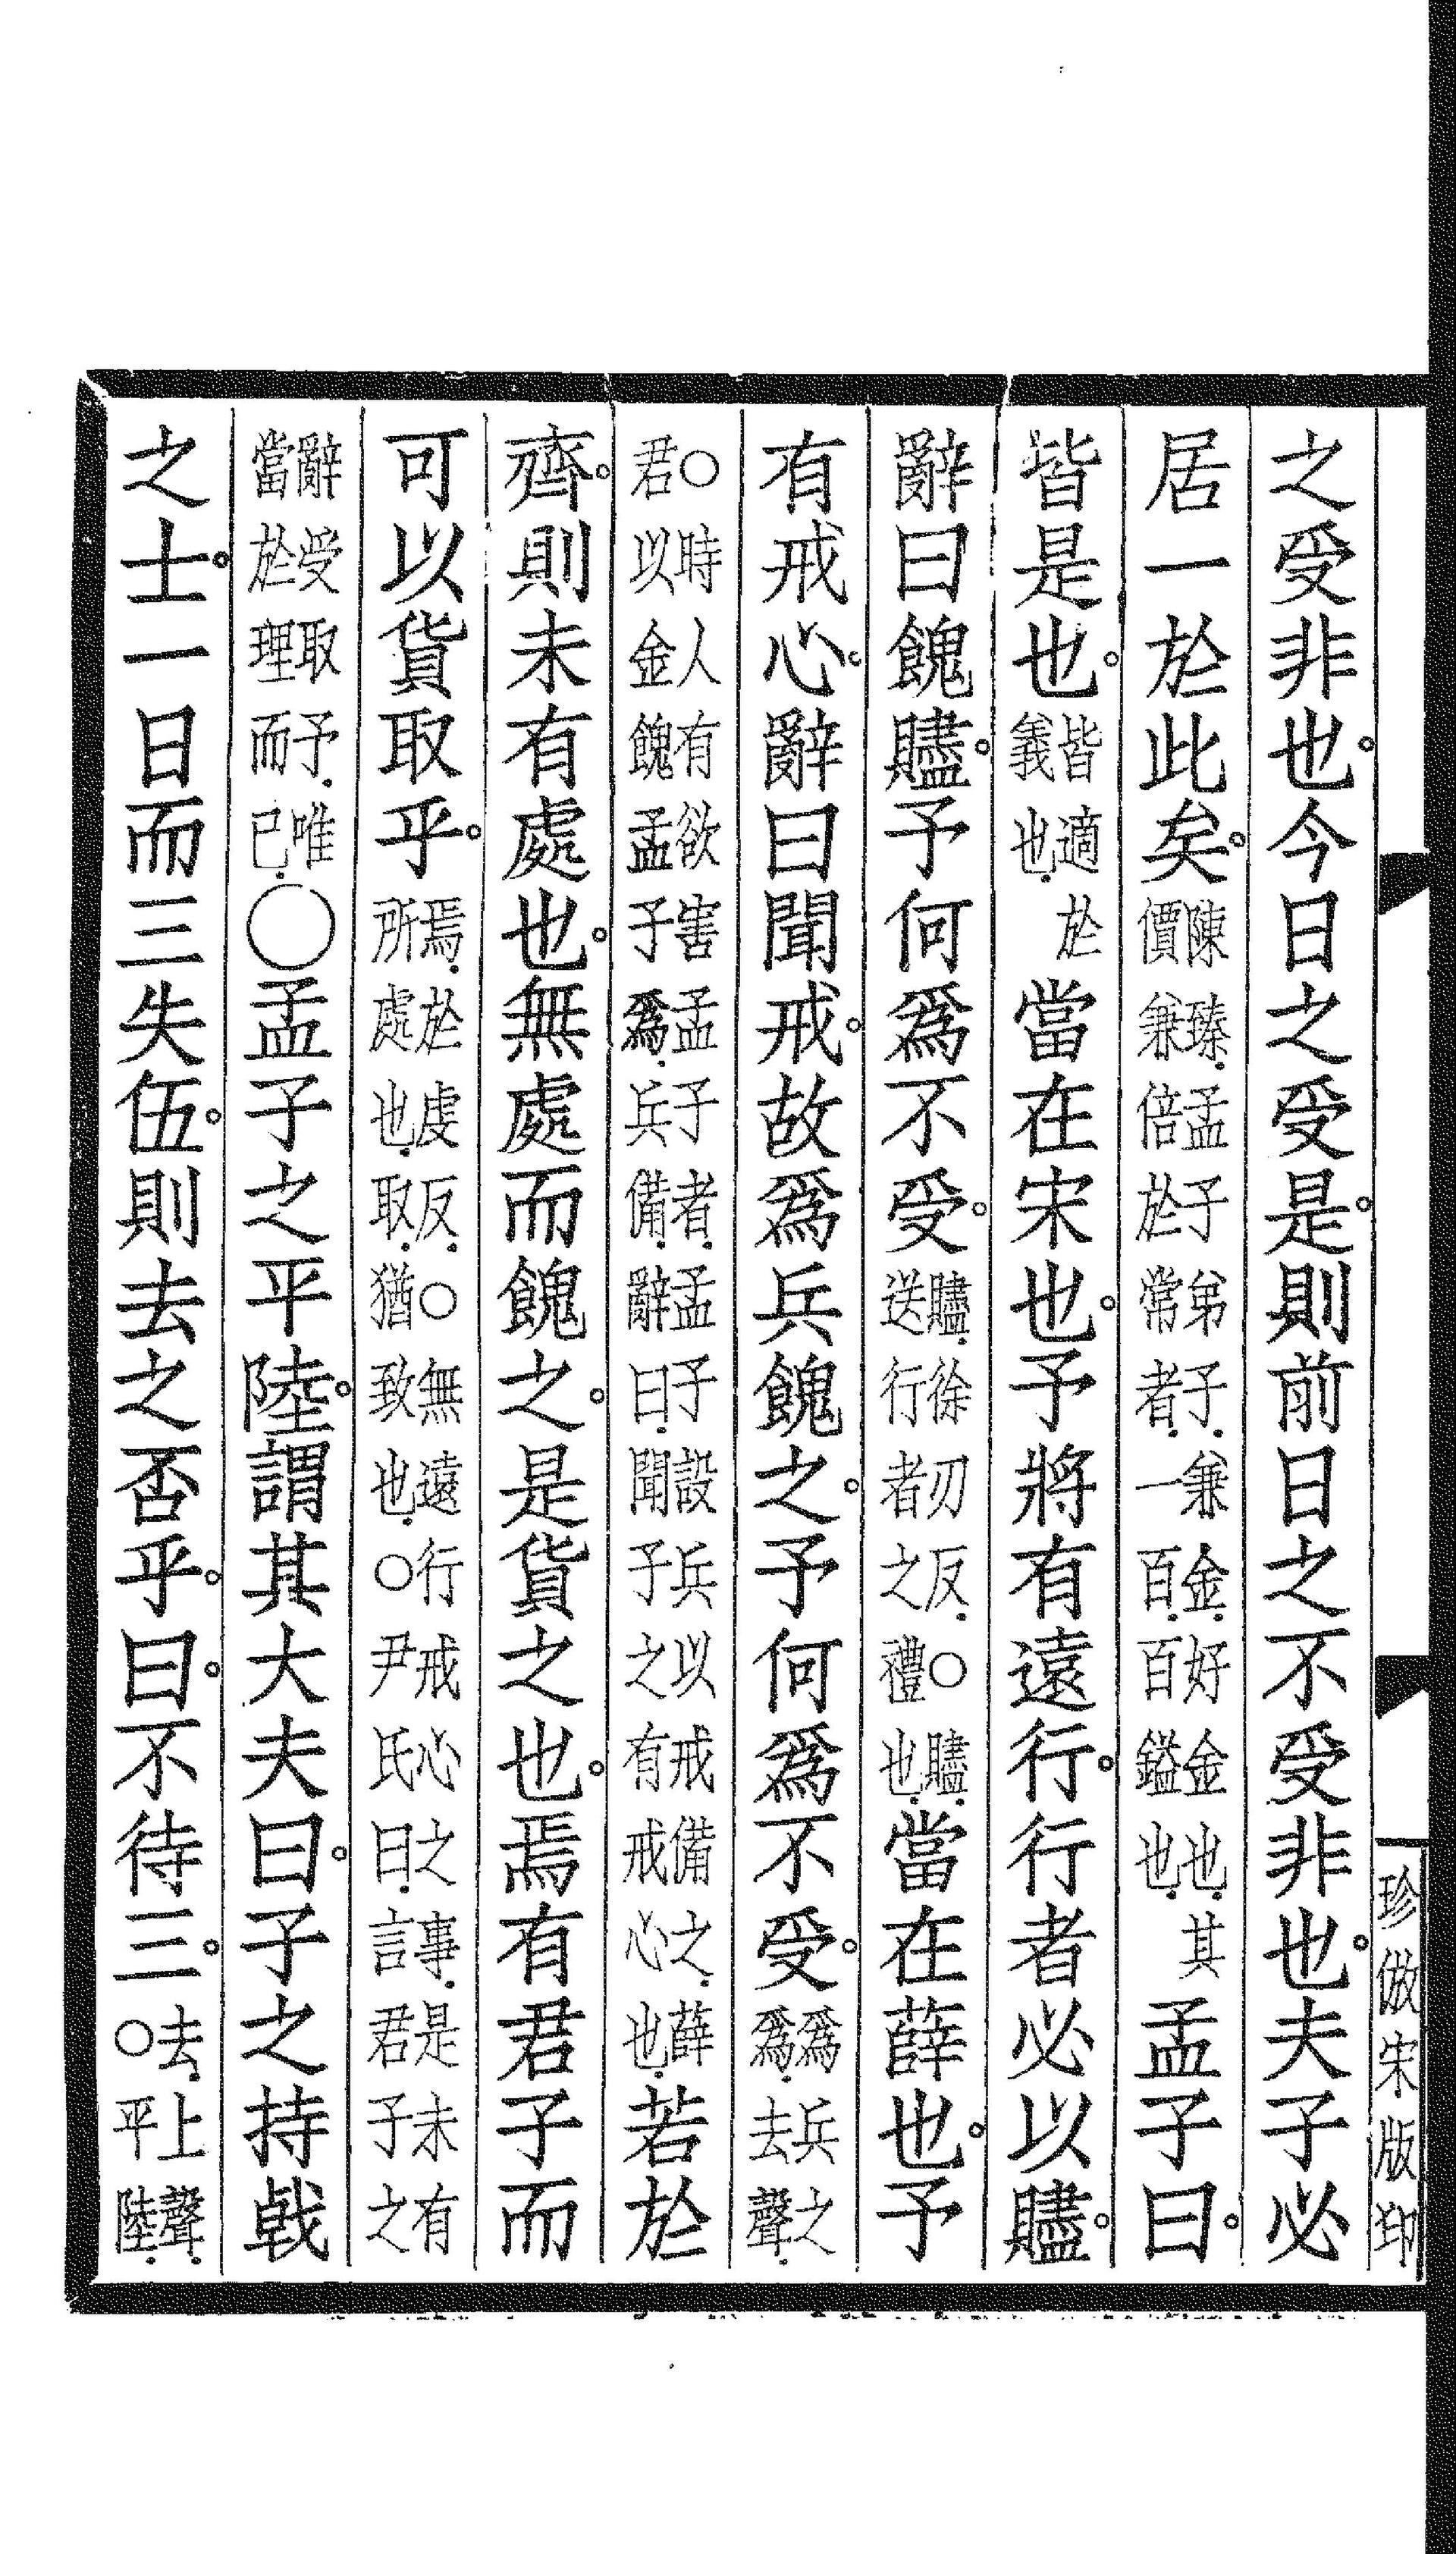 珍倣宋版印
之受非也。今日之受是。則前日之不受非也。夫子必
居一於此矣。陳臻.孟子弟子.兼金.好金也.其價兼倍於常者.一百.百鎰也.孟子曰。
皆是也。皆適於義也.當在宋也。予將有遠行。行者必以贐。
辭曰餽贐。予何爲不受。贐.徐刃反.○贐.送行者之禮也.當在薛也。予
有戒心。辭曰聞戒。故爲兵餽之。予何爲不受。爲兵之爲.去聲.
○時人有欲害孟子者.孟子設兵以戒備之.薛君以金餽孟子爲.兵備.辭曰.聞子之有戒心也.若於
齊。則未有處也。無處而餽之。是貨之也。焉有君子而
可以貨取乎。焉.於虔反.○無遠行戒心之事.是未有所處也.取.猶致也.○尹氏曰.言君子之
辭受取予.唯當於理而已.○孟子之平陸。謂其大夫曰。子之持戟
之士。一日而三失伍。則去之否乎。曰。不待三。去.上聲.○平陸.